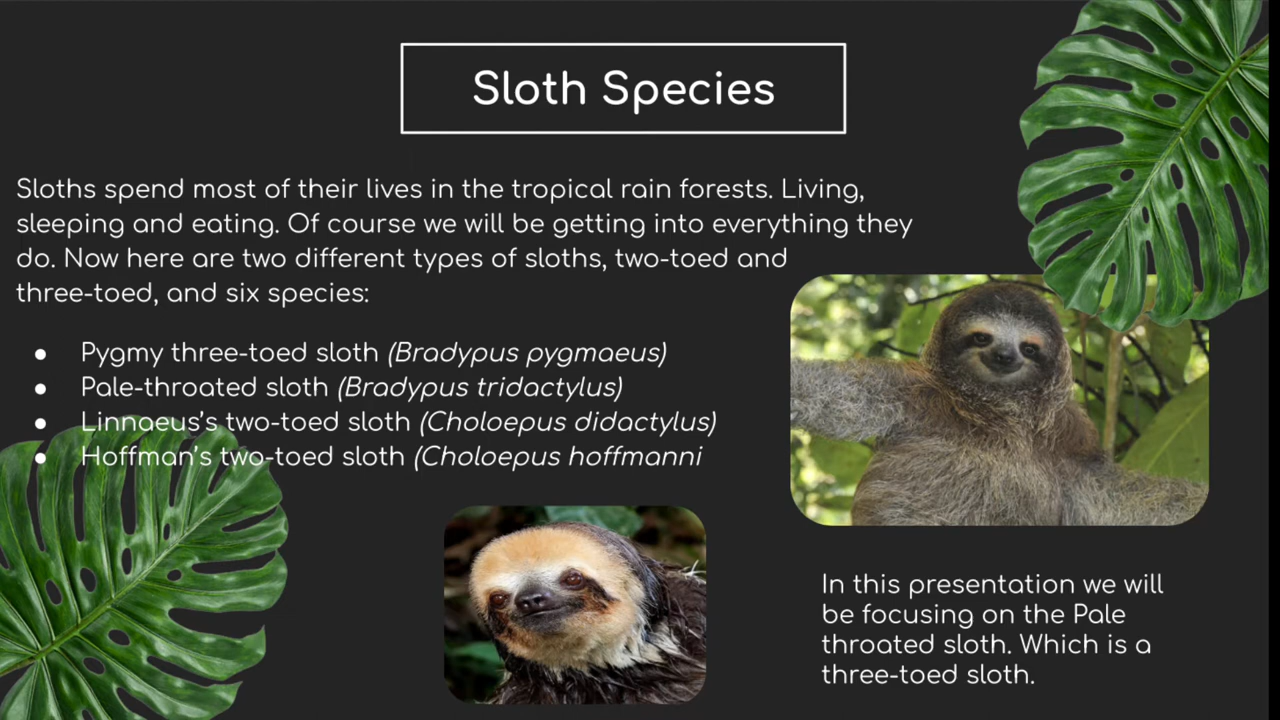 Sloth Species
Sloths spend most of their lives in the tropical rain forests. Living,
sleeping and eating. Of course we will be getting into everything they
do. Now here are two different types of sloths, two-toed and
three-toed, and six species:
● Pygmy three-toed sloth (Bradypus pygmaeus)
● Pale-throated sloth (Bradypus tridactylus)
● Linnaeus’s two-toed sloth (Choloepus didactylus)
● Hoffman’s two-toed sloth (Choloepus hoffmanni
In this presentation we will
be focusing on the Pale
throated sloth. Which is a
three-toed sloth.